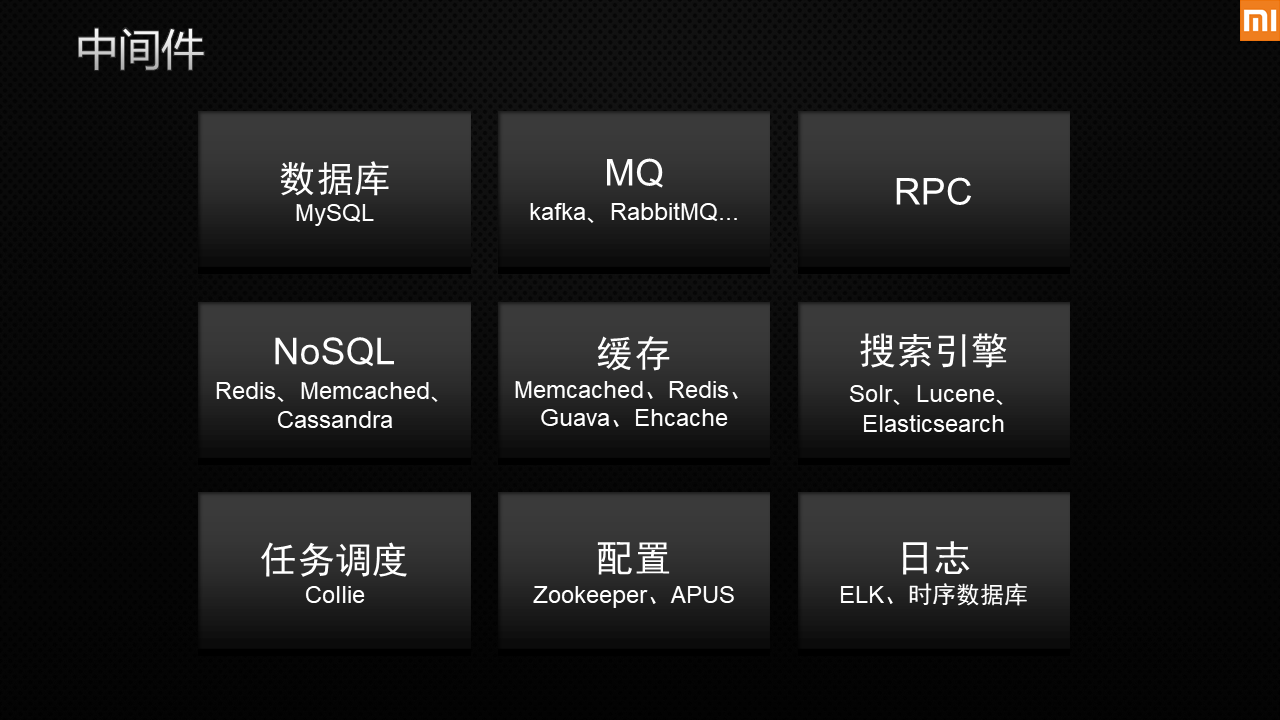 中间件
mi
数据库
MySQL
MQ
kafka、RabbitMQ...
RPC
NoSQL
Redis、Memcached、
Cassandra
缓存
Memcached、Redis、
Guava、Ehcache
搜索引擎
Solr、Lucene、
Elasticsearch
任务调度
Collie
配置
Zookeeper、APUS
日志
ELK、时序数据库